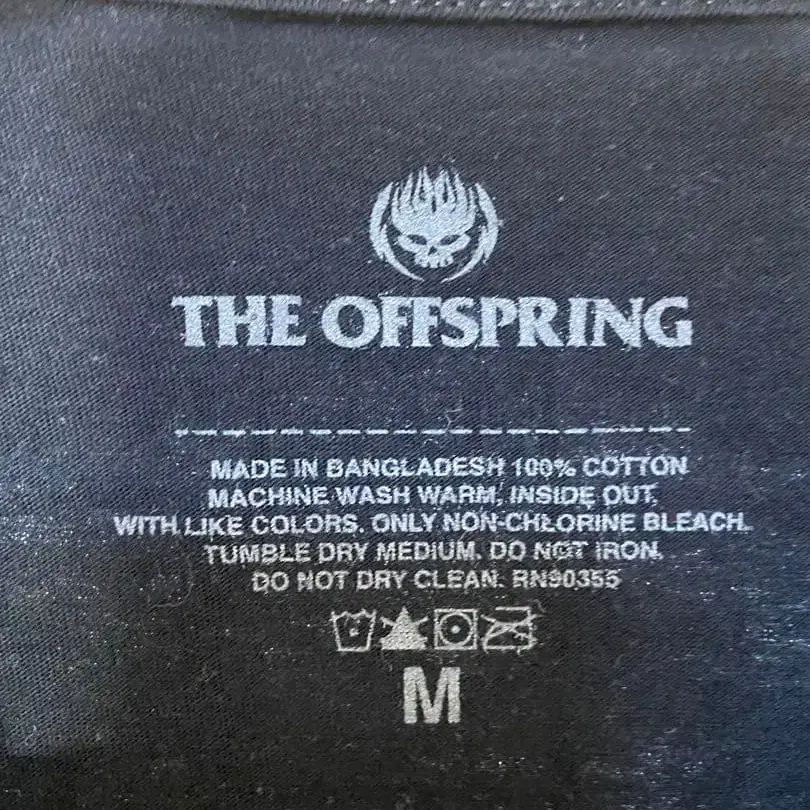 THE OFFSPRING
MADE IN BANGLADESH 100% COTTON
MACHINE WASH WARM, INSIDE OUT,
WITH LIKE COLORS. ONLY NON-CHLORINE BLEACH.
TUMBLE DRY MEDIUM. DO NOT IRON.
DO NOT DRY CLEAN. RN90355
M